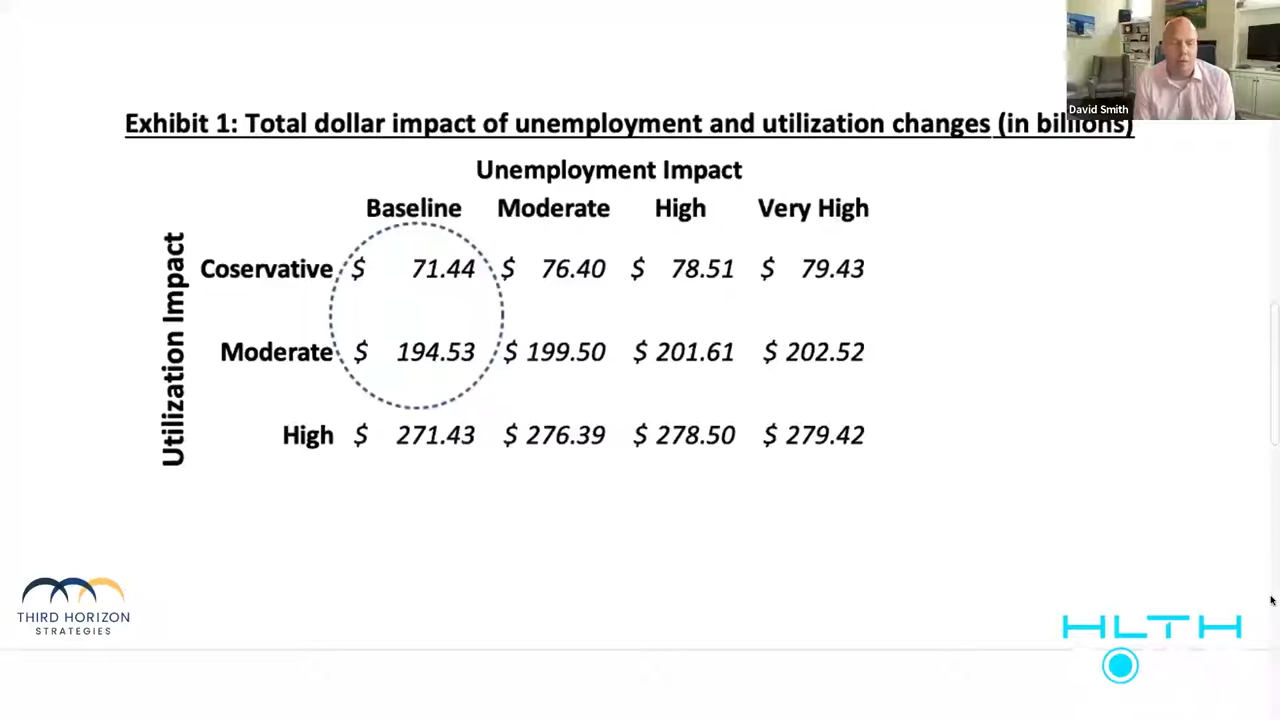 David Smith
Exhibit 1: Total dollar impact of unemployment and utilization changes (in billions)
Unemployment Impact
Baseline Moderate High Very High
Utilization Impact
Coservative $ 71.44 $ 76.40 $ 78.51 $ 79.43
Moderate $ 194.53 $ 199.50 $ 201.61 $ 202.52
High $ 271.43 $ 276.39 $ 278.50 $ 279.42
THIRD HORIZON
STRATEGIES
HLTH